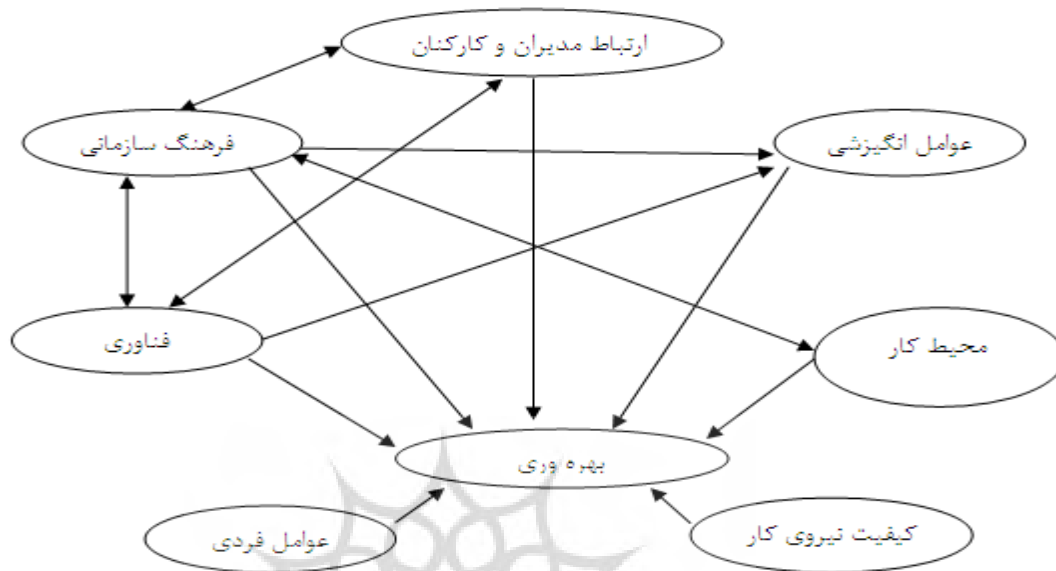 ارتباط مدیران و کارکنان
فرهنگ سازمانی
عوامل انگیزشی
فناوری
محیط کار
بهره وری
عوامل فردی
کیفیت نیروی کار